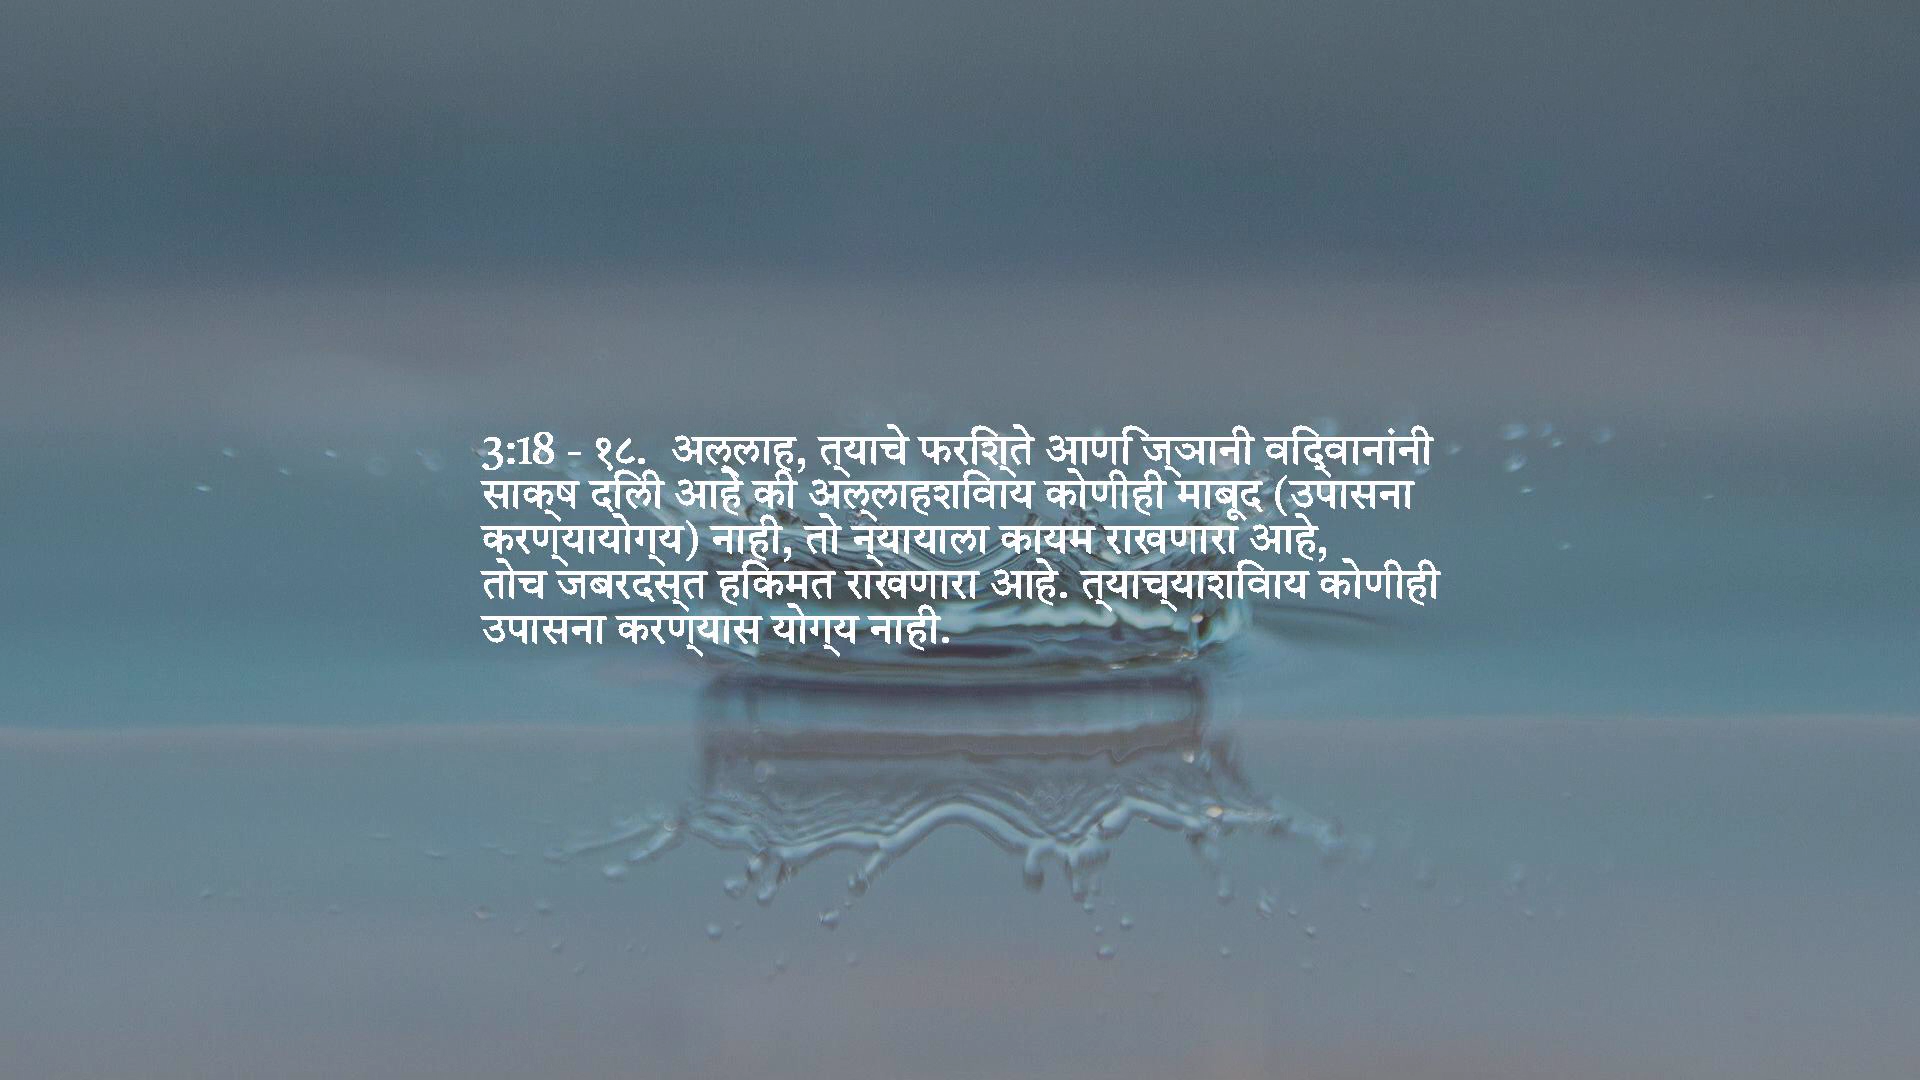 3:18 - १८.  अल्लाह, त्याचे फरिश्ते आणि ज्ञानी विद्वानांनी
साक्ष दिली आहे की अल्लाहशिवाय कोणीही माबूद (उपासना
करण्यायोग्य) नाही, तो न्यायाला कायम राखणारा आहे,
तोच जबरदस्त हिकमत राखणारा आहे. त्याच्याशिवाय कोणीही
उपासना करण्यास योग्य नाही.